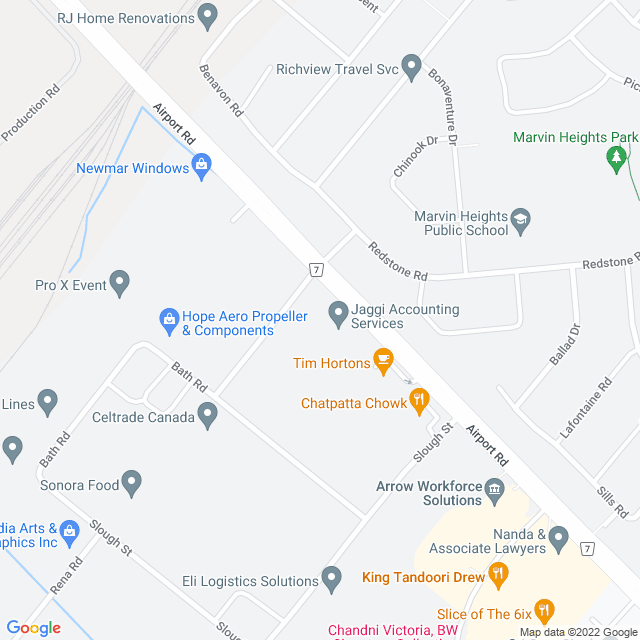 RJ Home Renovations
Richview Travel Svc
Benavon Rd
Bonaventure Dr
Production Rd
Airport Rd
Chinook Dr
Marvin Heights Park
Newmar Windows
Marvin Heights
Public School
Redstone Rd
Redstone R
7
Pro X Event
Hope Aero Propeller
& Components
Jaggi Accounting
Services
Ballad Dr
Tim Hortons
Bath Rd
Chatpatta Chowk
Lines
Celtrade Canada
Lafontaine Rd
Bath Rd
Slough St
Airport Rd
Sonora Food
Arrow Workforce
Solutions
Sills Rd
dia Arts &
aphics Inc
Slough St
Nanda &
Associate Lawyers
7
Rena Rd
Eli Logistics Solutions
King Tandoori Drew
Slice of The 6ix
Google
Chandni Victoria, BW
Map data ©2022 Google